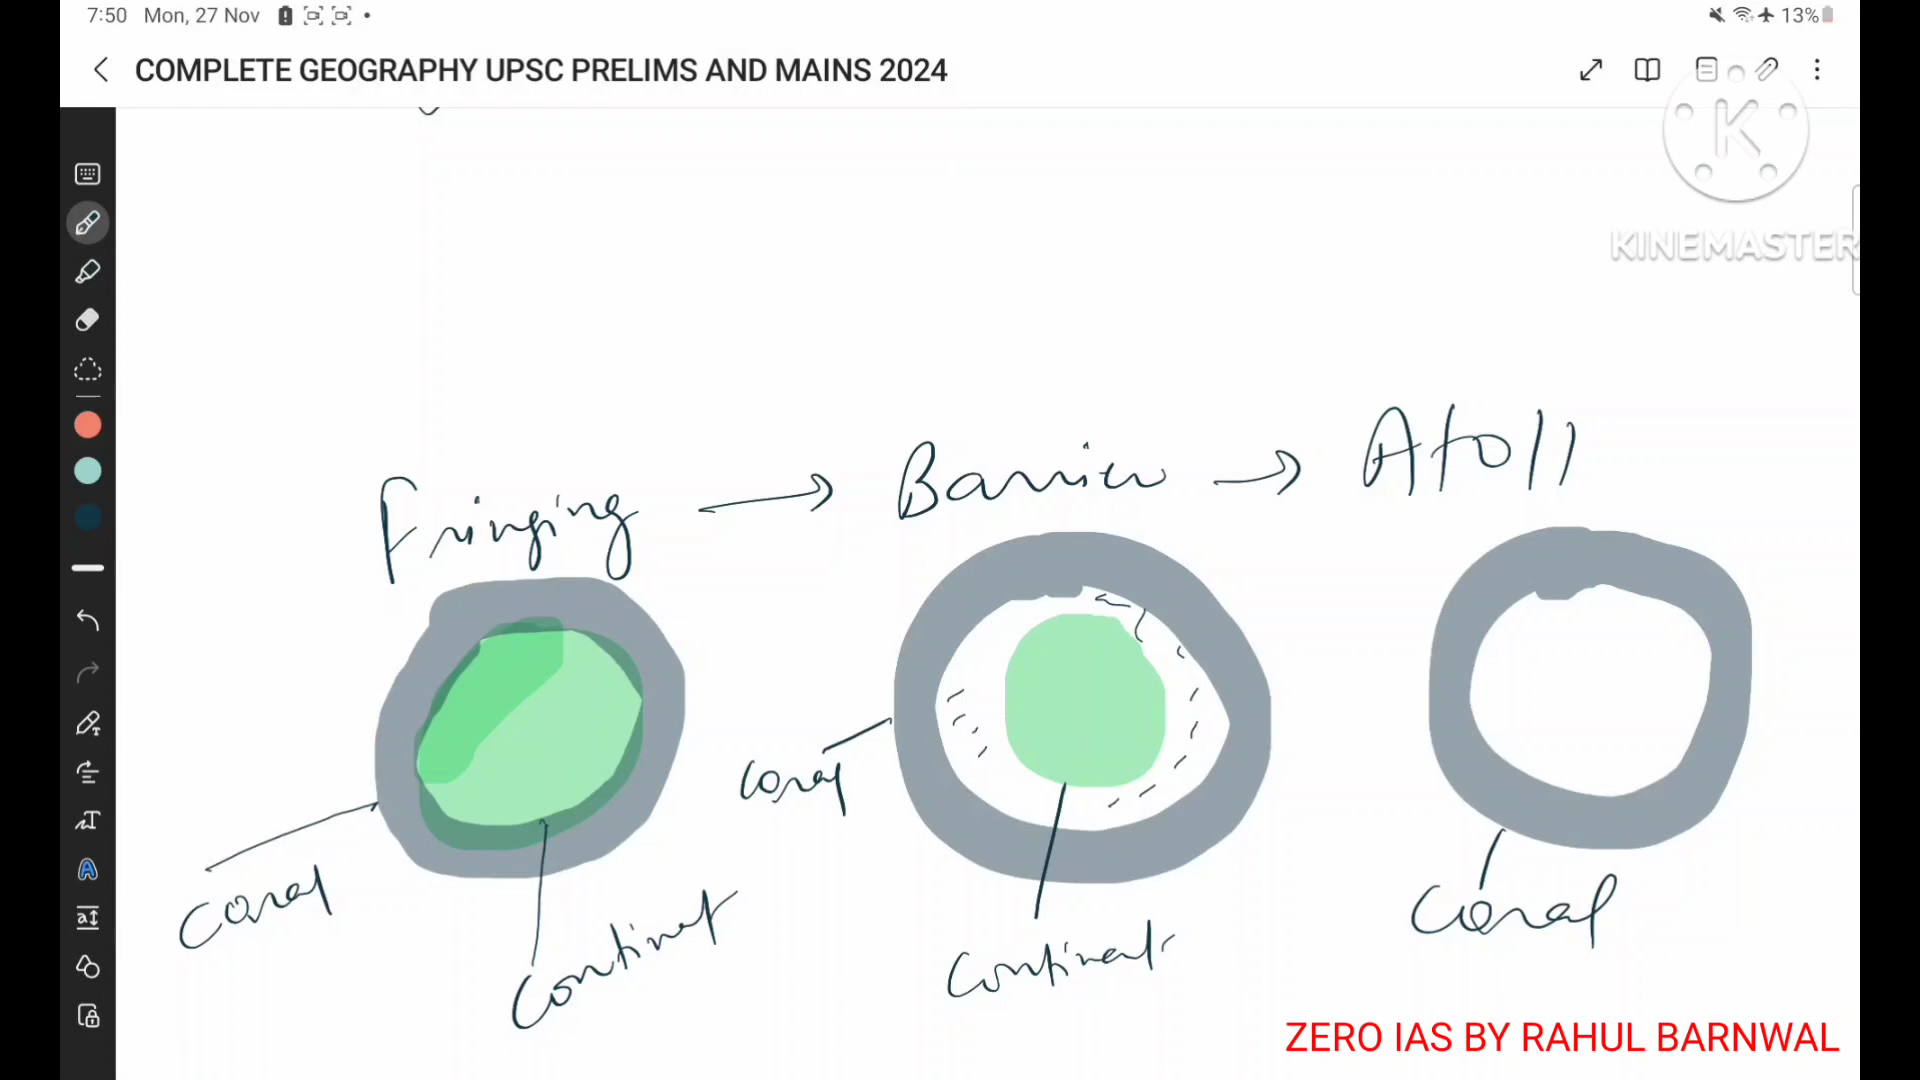 7:50 Mon, 27 Nov
13%
COMPLETE GEOGRAPHY UPSC PRELIMS AND MAINS 2024
K
KINEMASTER
Fringing → Barrier → Atoll
Coral
Coral
Coral
Continet
Continent
ZERO IAS BY RAHUL BARNWAL